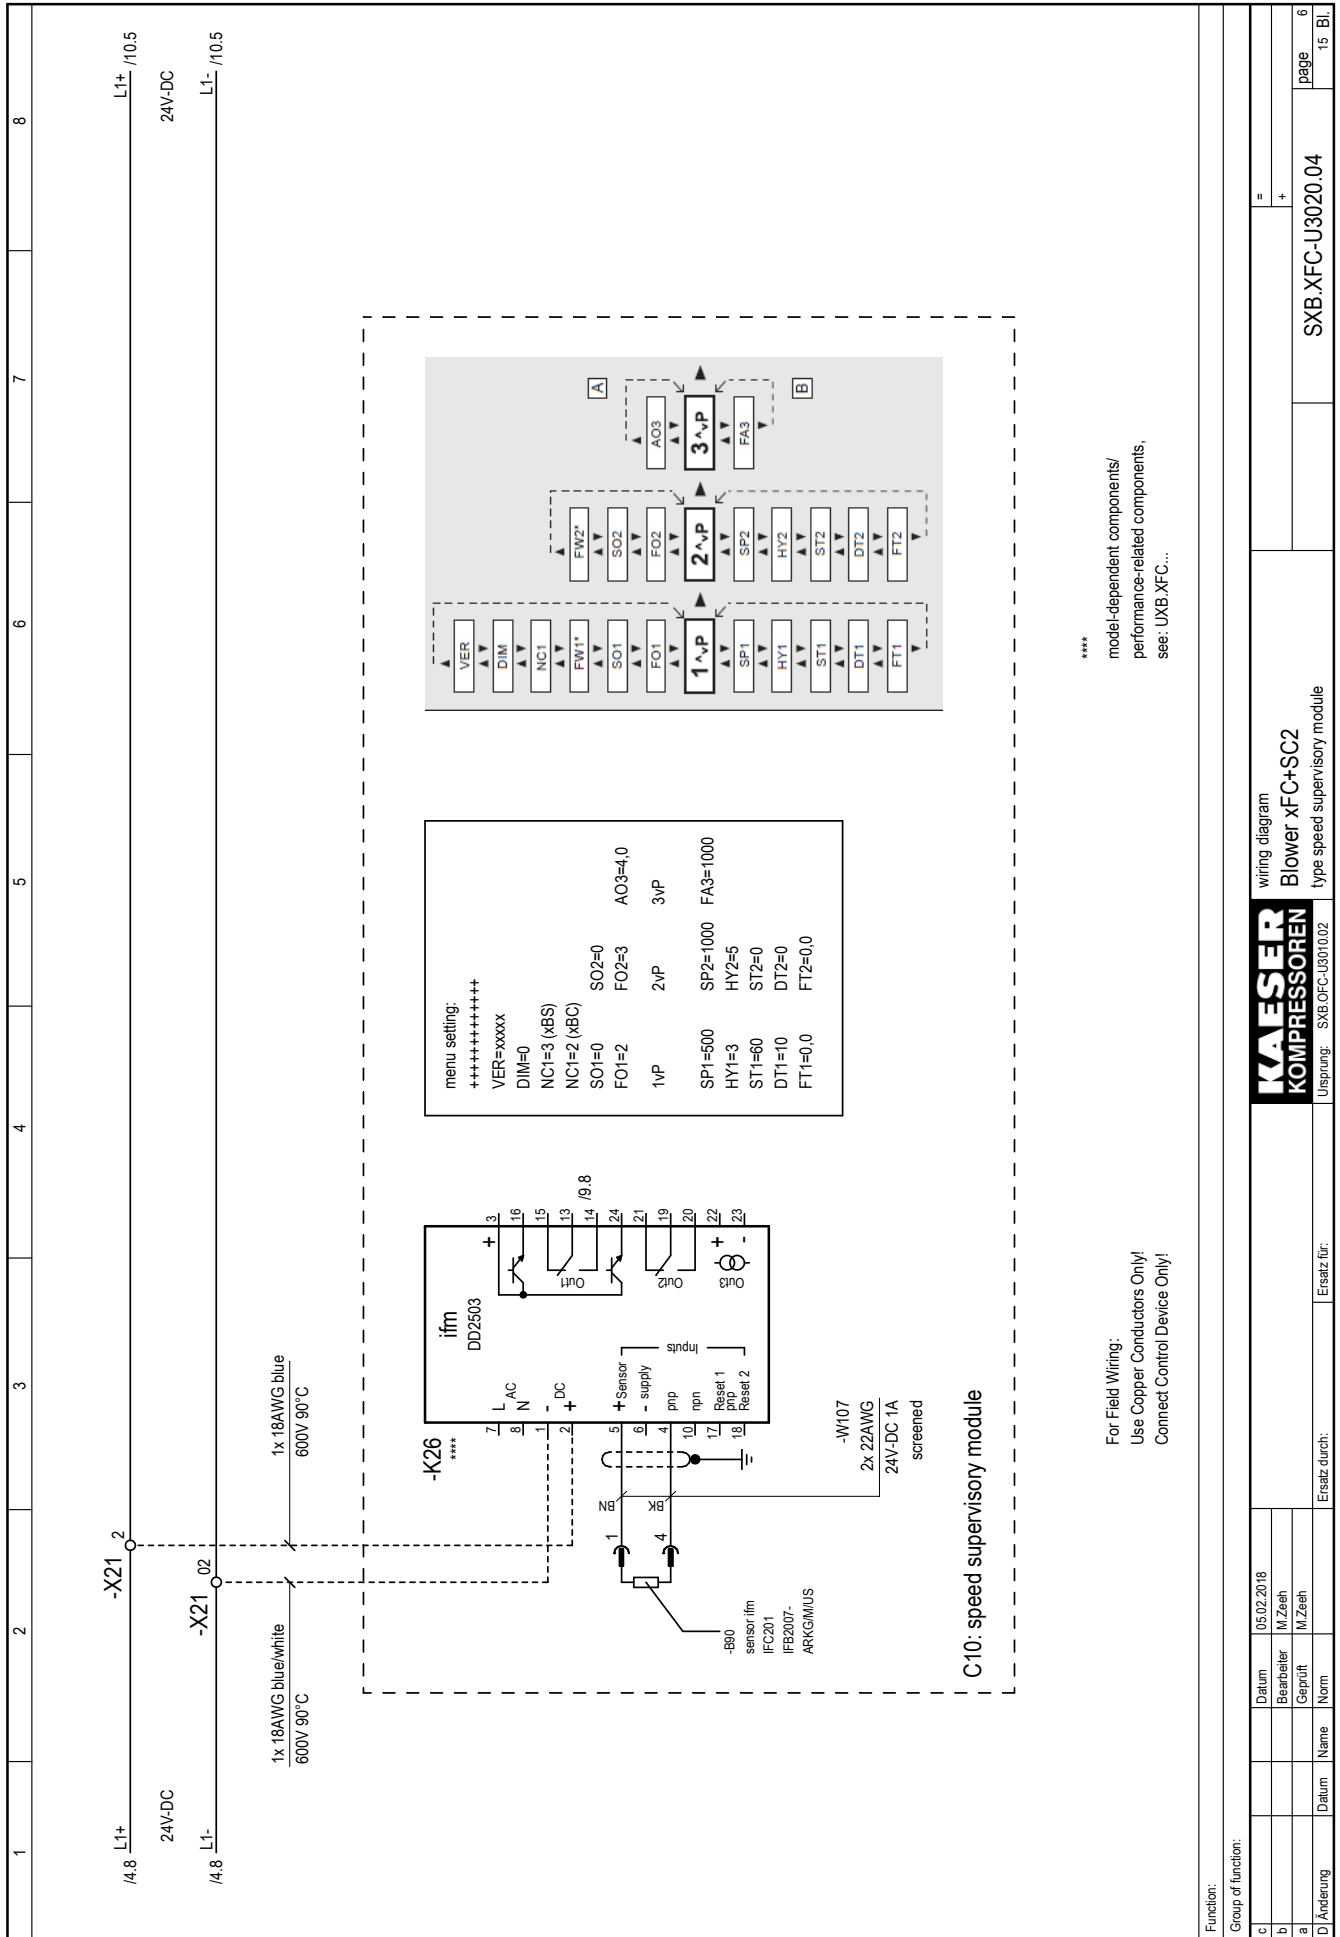 1 2 3 4 5 6 7 8
/4.8 L1+
L1+ /10.5
24V-DC
24V-DC
/4.8 L1-
L1- /10.5
-X21 2
-X21 02
1x 18AWG blue/white
600V 90°C
1x 18AWG blue
600V 90°C
-K26
****
ifm
DD2503
7 L
AC
8 N
1 -
DC
2 +
5 + Sensor
6 - supply
4 pnp
10 npn
17 Reset 1
pnp
18 Reset 2
Inputs
+ 3
16
15
Out1
13
14 /9.8
24
21
Out2
19
20
+ 22
Out3
- 23
BN
BK
1
4
-B90
sensor ifm
IFC201
IFB2007-
ARKG/M/US
-W107
2x 22AWG
24V-DC 1A
screened
C10: speed supervisory module
menu setting:
++++++++++++
VER=xxxxx
DIM=0
NC1=3 (xBS)
NC1=2 (xBC)
SO1=0 SO2=0
FO1=2 FO2=3 AO3=4,0
1vP 2vP 3vP
SP1=500 SP2=1000 FA3=1000
HY1=3 HY2=5
ST1=60 ST2=0
DT1=10 DT2=0
FT1=0,0 FT2=0,0
VER
DIM
NC1
FW1* FW2* A
SO1 SO2
FO1 FO2 AO3
1^vP 2^vP 3^vP
SP1 SP2 FA3
HY1 HY2
ST1 ST2 B
DT1 DT2
FT1 FT2
****
model-dependent components/
performance-related components,
see: UXB.XFC...
For Field Wiring:
Use Copper Conductors Only!
Connect Control Device Only!
Function:
Group of function:
c
b
a
D Änderung Datum Name
Datum 05.02.2018
Bearbeiter M.Zeeh
Geprüft M.Zeeh
Norm
Ersatz durch:
Ersatz für:
KAESER
KOMPRESSOREN
Ursprung: SXB.OFC-U3010.02
wiring diagram
Blower xFC+SC2
type speed supervisory module
=
+
SXB.XFC-U3020.04
page 6
15 Bl.